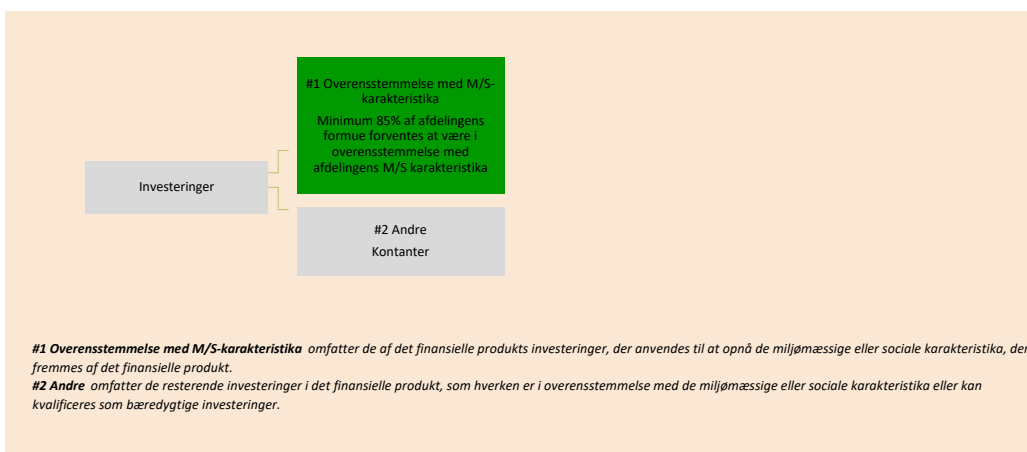 #1 Overensstemmelse med M/S-
karakteristika
Minimum 85% af afdelingens
formue forventes at være i
overensstemmelse med
afdelingens M/S karakteristika
Investeringer
#2 Andre
Kontanter
#1 Overensstemmelse med M/S-karakteristika omfatter de af det finansielle produkts investeringer, der anvendes til at opnå de miljømæssige eller sociale karakteristika, der
fremmes af det finansielle produkt.
#2 Andre omfatter de resterende investeringer i det finansielle produkt, som hverken er i overensstemmelse med de miljømæssige eller sociale karakteristika eller kan
kvalificeres som bæredygtige investeringer.